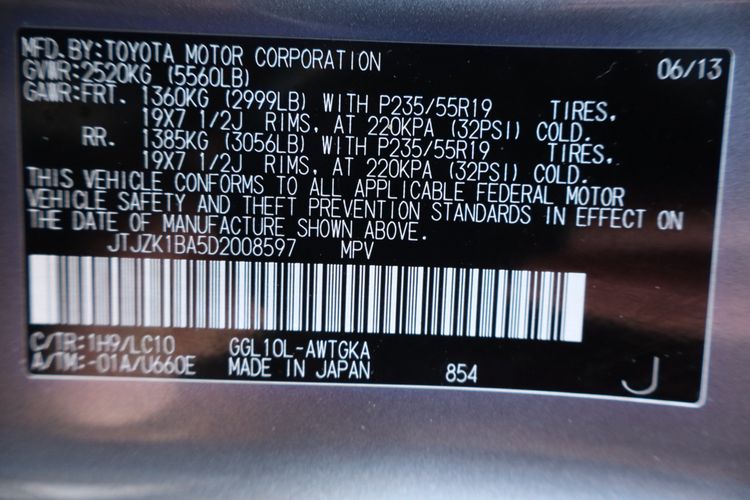 MFD.BY:TOYOTA MOTOR CORPORATION 06/13
GVWR:2520KG (5560LB)
GAWR:FRT. 1360KG (2999LB) WITH P235/55R19 TIRES,
19X7 1/2J RIMS, AT 220KPA (32PSI) COLD.
RR. 1385KG (3056LB) WITH P235/55R19 TIRES,
19X7 1/2J RIMS, AT 220KPA (32PSI) COLD.
THIS VEHICLE CONFORMS TO ALL APPLICABLE FEDERAL MOTOR
VEHICLE SAFETY AND THEFT PREVENTION STANDARDS IN EFFECT ON
THE DATE OF MANUFACTURE SHOWN ABOVE.
JTJZK1BA5D2008597 MPV
C/TR:1H9/LC10 GGL10L-AWTGKA
A/TM:-01A/U660E MADE IN JAPAN 854 J